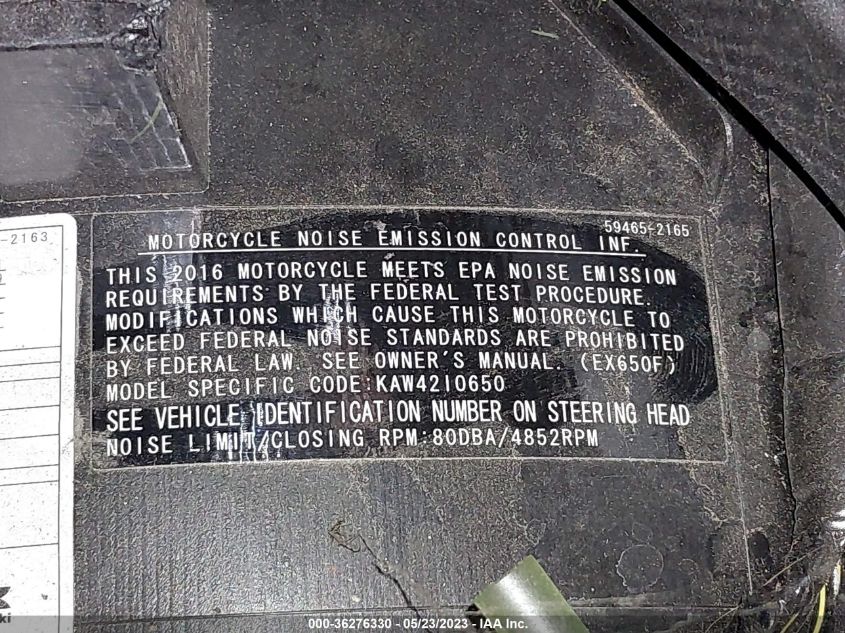 59465-2165
-2163
MOTORCYCLE NOISE EMISSION CONTROL INF.
THIS 2016 MOTORCYCLE MEETS EPA NOISE EMISSION
REQUIREMENTS BY THE FEDERAL TEST PROCEDURE.
MODIFICATIONS WHICH CAUSE THIS MOTORCYCLE TO
EXCEED FEDERAL NOISE STANDARDS ARE PROHIBITED
BY FEDERAL LAW. SEE OWNER'S MANUAL. (EX650F)
MODEL SPECIFIC CODE:KAW4210650
SEE VEHICLE IDENTIFICATION NUMBER ON STEERING HEAD
NOISE LIMIT/CLOSING RPM:80DBA/4852RPM
ki
000-36276330 - 05/23/2023 - © IAA Inc.